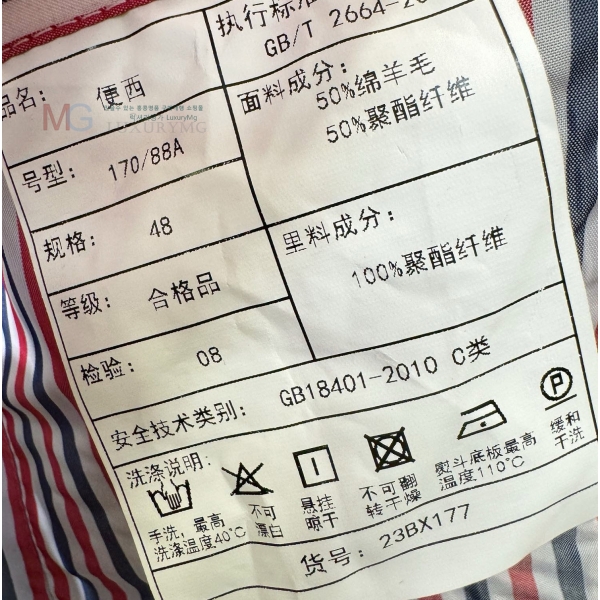 执行标准
GB/T 2664-20
品名： 便西
面料成分：
50%绵羊毛
50%聚酯纤维
MG
LUXURYMG
号型： 170/88A
规格： 48
里料成分：
100%聚酯纤维
等级： 合格品
检验： 08
安全技术类别： GB18401-2010 C类
洗涤说明：
手洗，最高
洗涤温度40℃
不可
漂白
悬挂
晾干
不可翻
转干燥
熨斗底板最高
温度110℃
P
缓和
干洗
货号： 23BX177